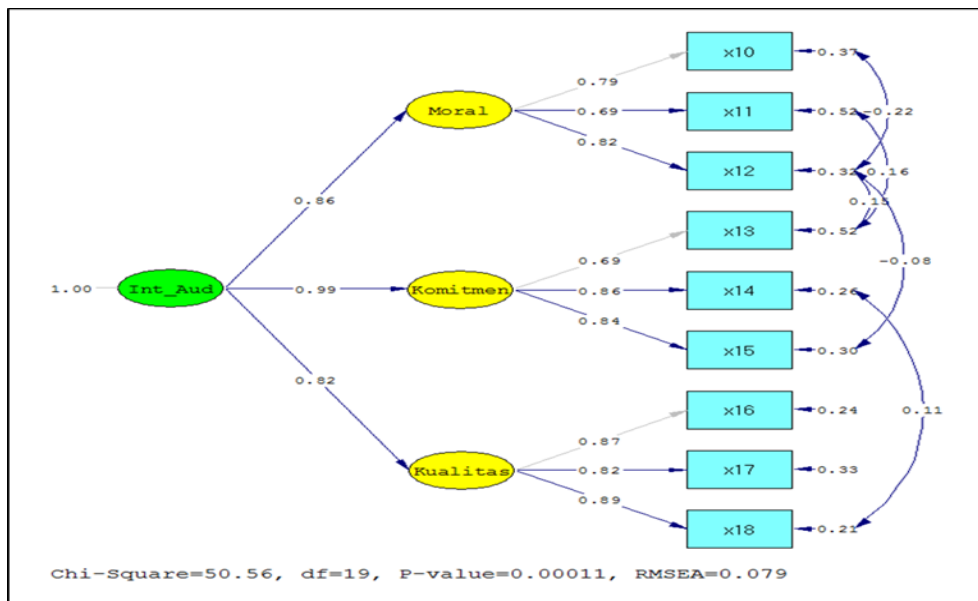 x10
0.37
0.79
Moral
0.69
x11
0.52
-0.22
0.82
x12
0.32
0.16
0.15
0.86
x13
0.52
0.69
-0.08
1.00
Int_Aud
0.99
Komitmen
0.86
x14
0.26
0.84
x15
0.30
0.82
x16
0.24
0.11
0.87
Kualitas
0.82
x17
0.33
0.89
x18
0.21
Chi-Square=50.56, df=19, P-value=0.00011, RMSEA=0.079